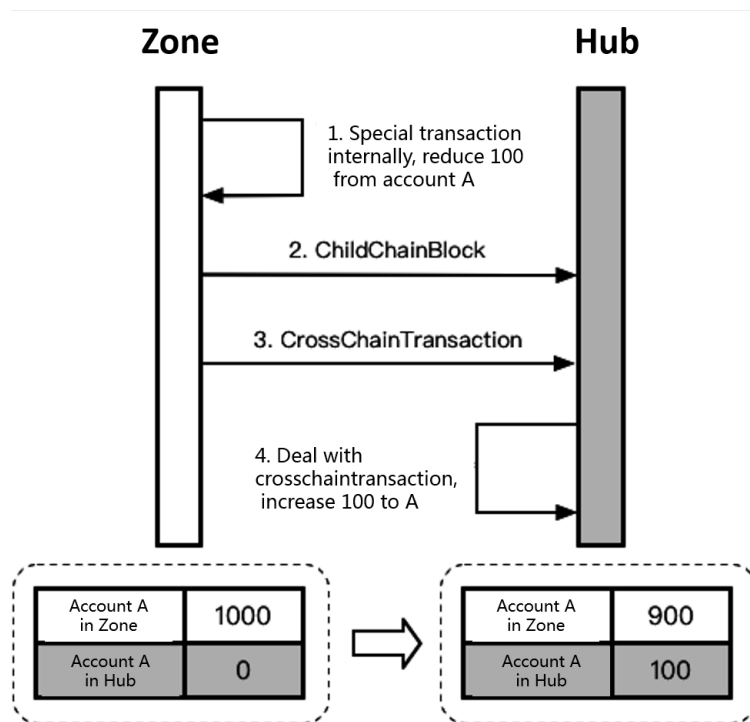 Zone
Hub
1. Special transaction
internally, reduce 100
from account A
2. ChildChainBlock
3. CrossChainTransaction
4. Deal with
crosschaintransaction,
increase 100 to A
Account A
in Zone
1000
Account A
in Hub
0
Account A
in Zone
900
Account A
in Hub
100